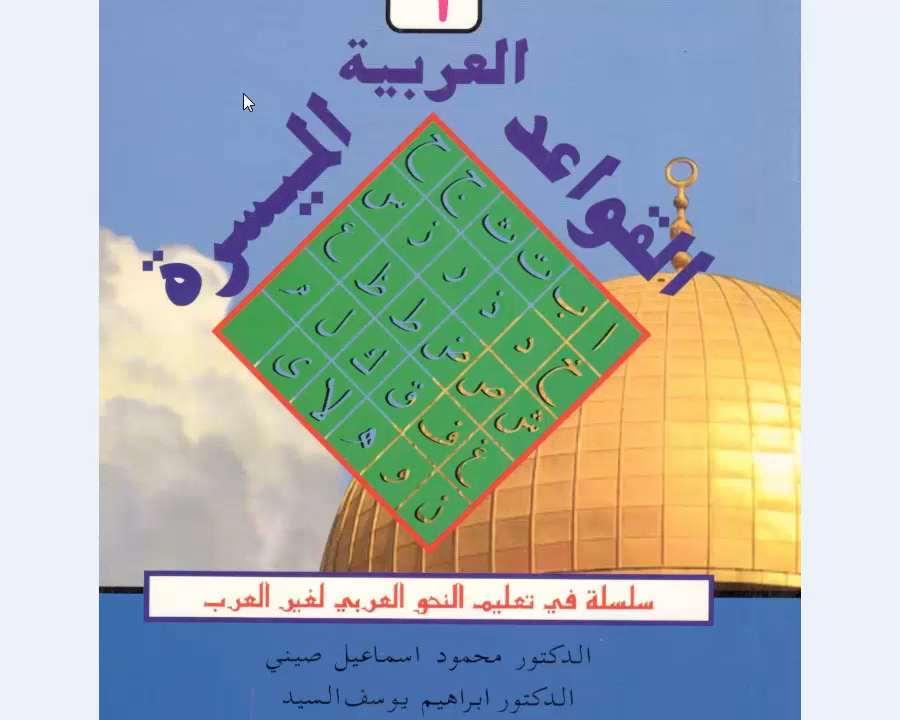 ١
القواعد العربية الميسرة
ا ب ت ث ج ح
خ د ذ ر ز س
ش ص ض ط ظ ع
غ ف ق ك ل م
ن و هـ لا ى
سلسلة في تعليم النحو العربي لغير العرب
الدكتور محمود اسماعيل صيني
الدكتور ابراهيم يوسف السيد